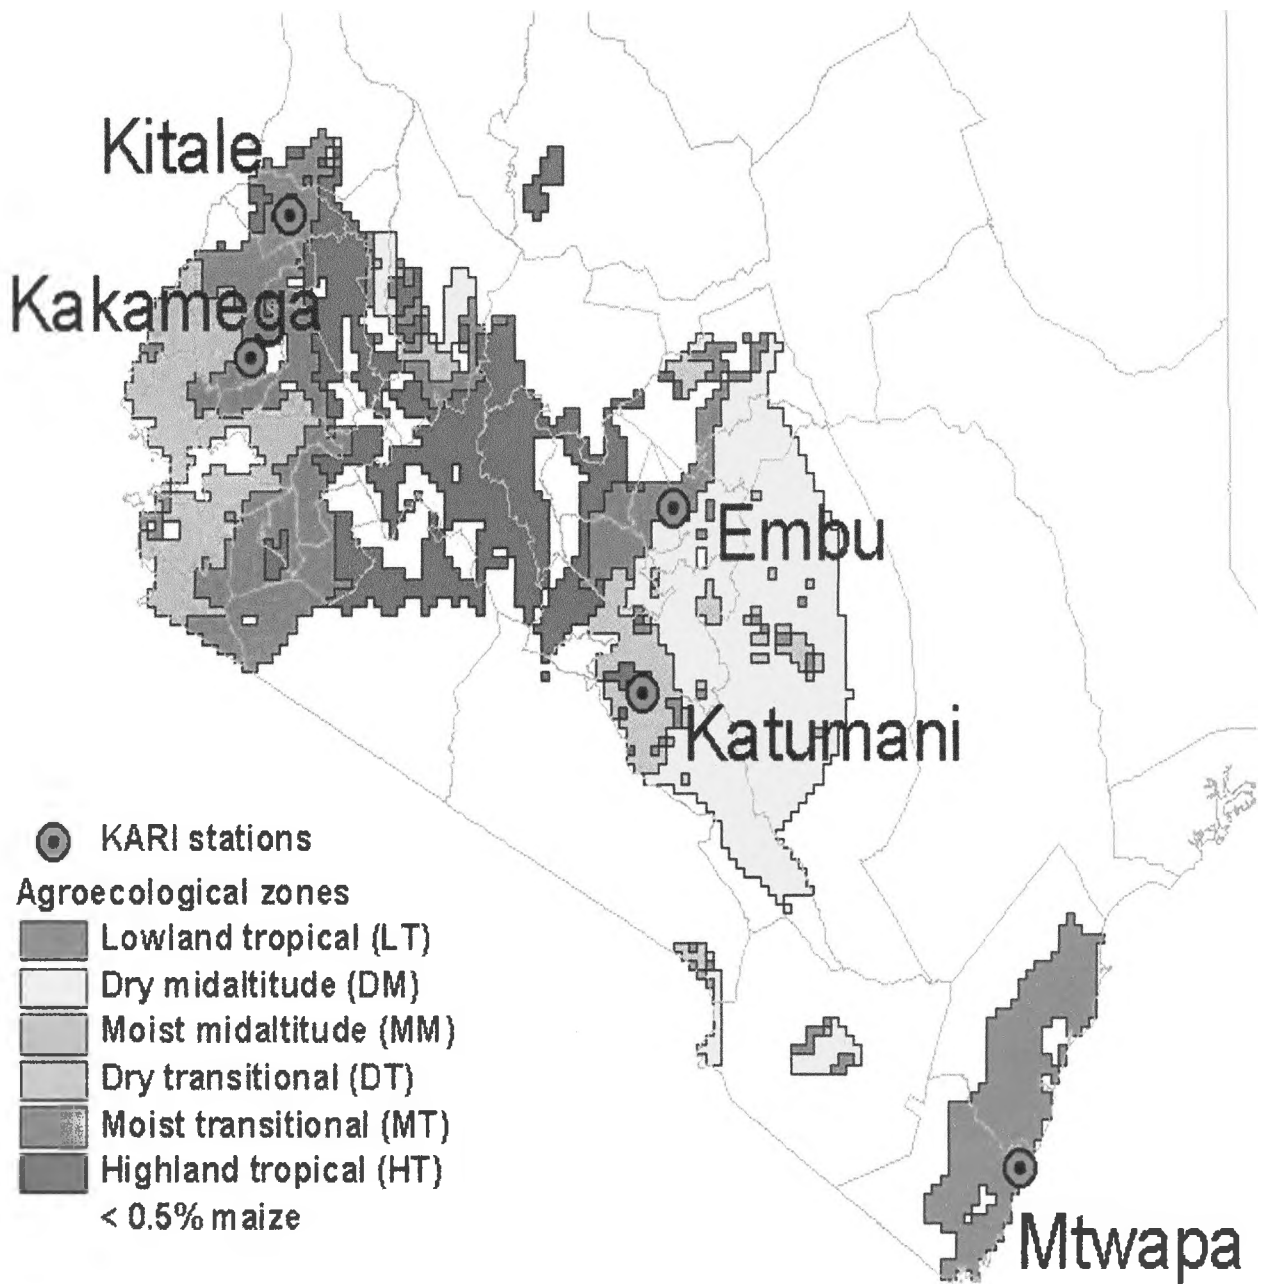 Kitale
Kakamega
Embu
Katumani
KARI stations
Agroecological zones
Lowland tropical (LT)
Dry midaltitude (DM)
Moist midaltitude (MM)
Dry transitional (DT)
Moist transitional (MT)
Highland tropical (HT)
< 0.5% maize
Mtwapa